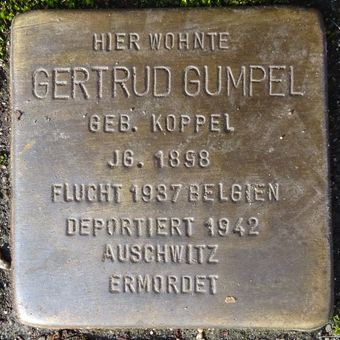 HIER WOHNTE
GERTRUD GUMPEL
GEB. KOPPEL
JG. 1898
FLUCHT 1937 BELGIEN
DEPORTIERT 1942
AUSCHWITZ
ERMORDET